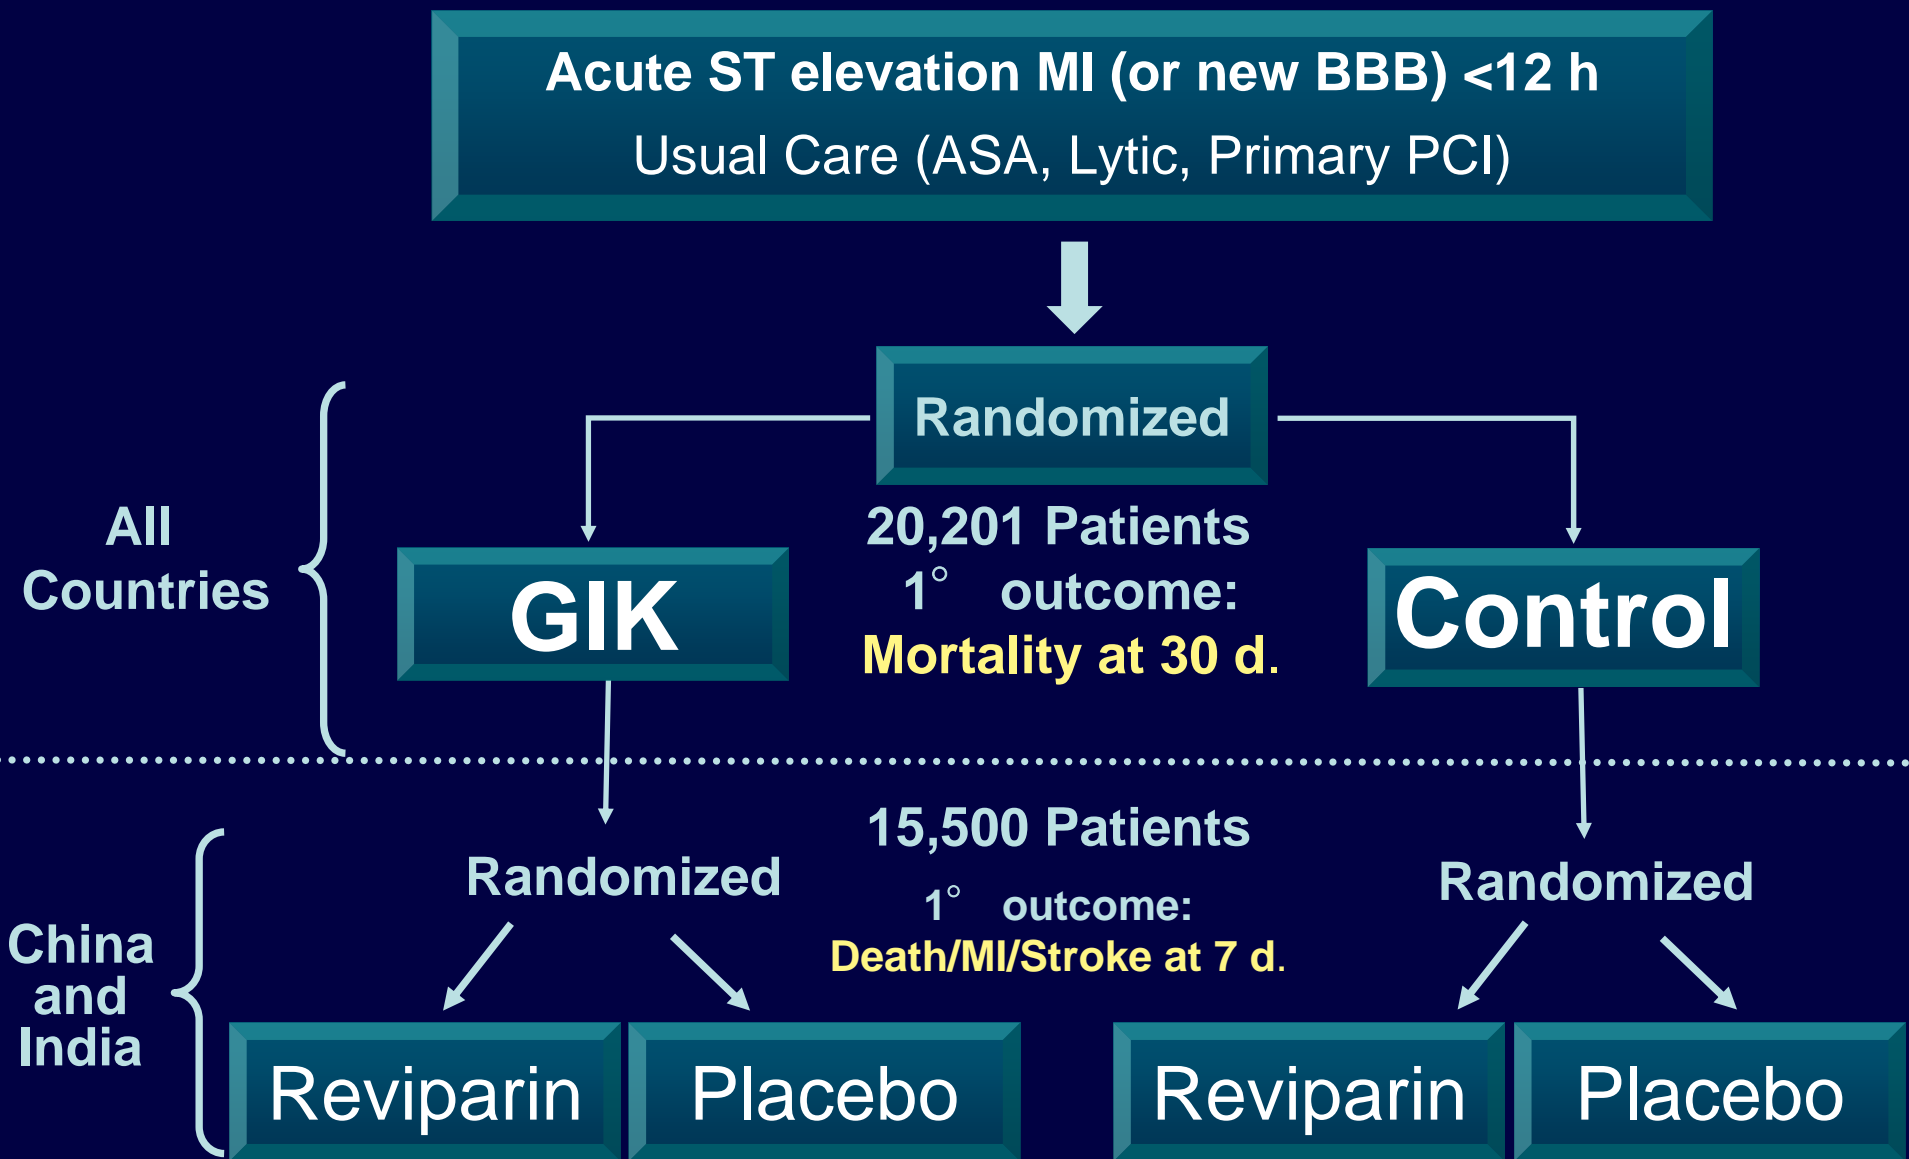 Acute ST elevation MI (or new BBB) <12 h
Usual Care (ASA, Lytic, Primary PCI)
Randomized
All
Countries
20,201 Patients
1° outcome:
Mortality at 30 d.
GIK
Control
China
and
India
15,500 Patients
1° outcome:
Death/MI/Stroke at 7 d.
Randomized
Randomized
Reviparin
Placebo
Reviparin
Placebo